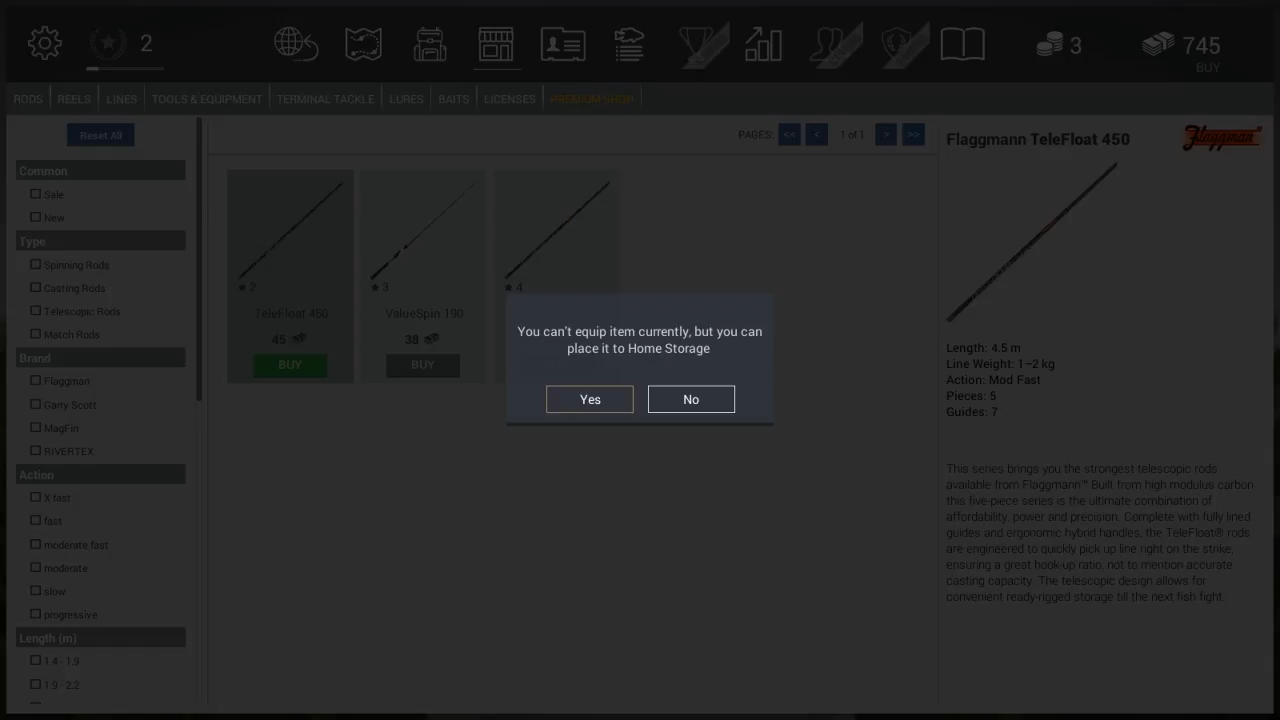 2
3
745
BUY
RODS
REELS
LINES
TOOLS & EQUIPMENT
TERMINAL TACKLE
LURES
BAITS
LICENSES
PREMIUM SHOP
Reset All
Common
Sale
New
Type
Spinning Rods
Casting Rods
Telescopic Rods
Match Rods
Brand
Flaggman
Garry Scott
MagFin
RIVERTEX
Action
X fast
fast
moderate fast
moderate
slow
progressive
Length (m)
1.4 - 1.9
1.9 - 2.2
PAGES: << < 1 of 1 > >>
2
TeleFloat 450
45
BUY
3
ValueSpin 190
38
BUY
4
You can't equip item currently, but you can
place it to Home Storage
Yes
No
Flaggmann TeleFloat 450
Flaggman
Length: 4.5 m
Line Weight: 1–2 kg
Action: Mod Fast
Pieces: 5
Guides: 7
This series brings you the strongest telescopic rods
available from Flaggmann™ Built from high modulus carbon
this five-piece series is the ultimate combination of
affordability, power and precision. Complete with fully lined
guides and ergonomic hybrid handles, the TeleFloat® rods
are engineered to quickly pick up line right on the strike,
ensuring a great hook-up ratio, not to mention accurate
casting capacity. The telescopic design allows for
convenient ready-rigged storage till the next fish fight.